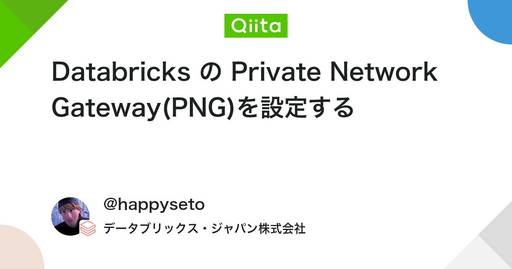 Qiita
Databricks の Private Network
Gateway(PNG)を設定する
@happyseto
データブリックス・ジャパン株式会社